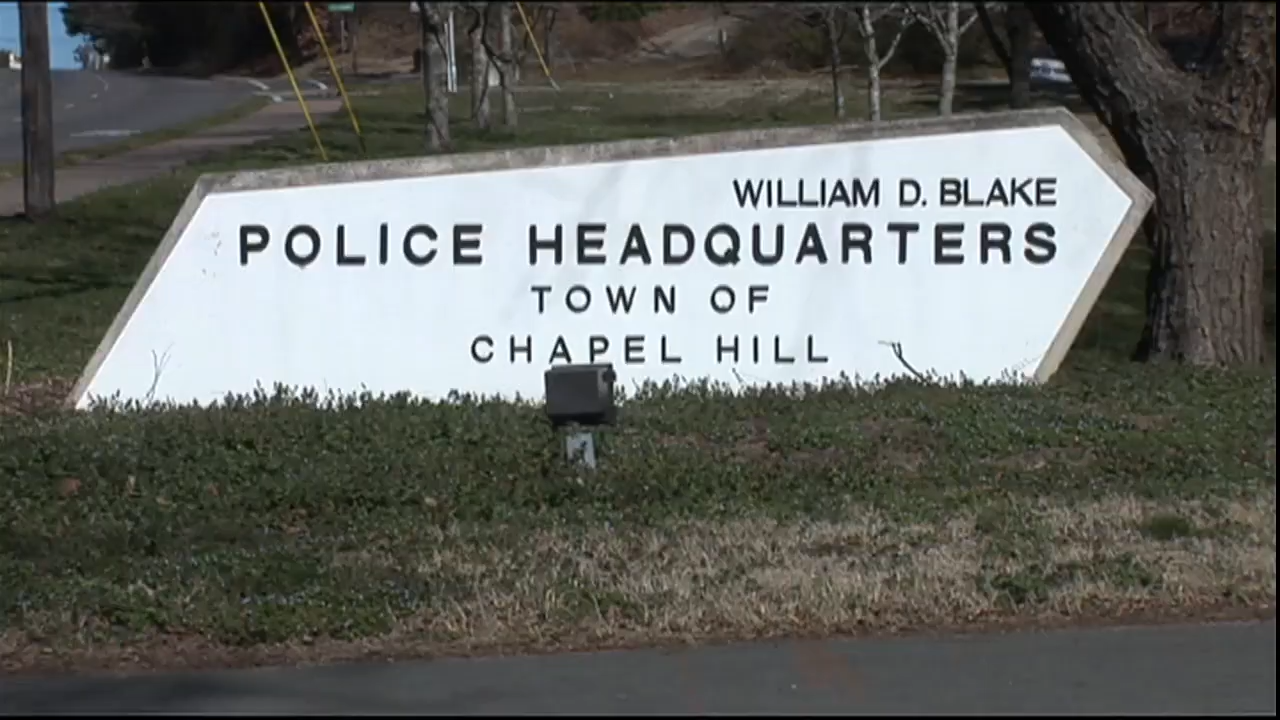 WILLIAM D. BLAKE
POLICE HEADQUARTERS
TOWN OF
CHAPEL HILL